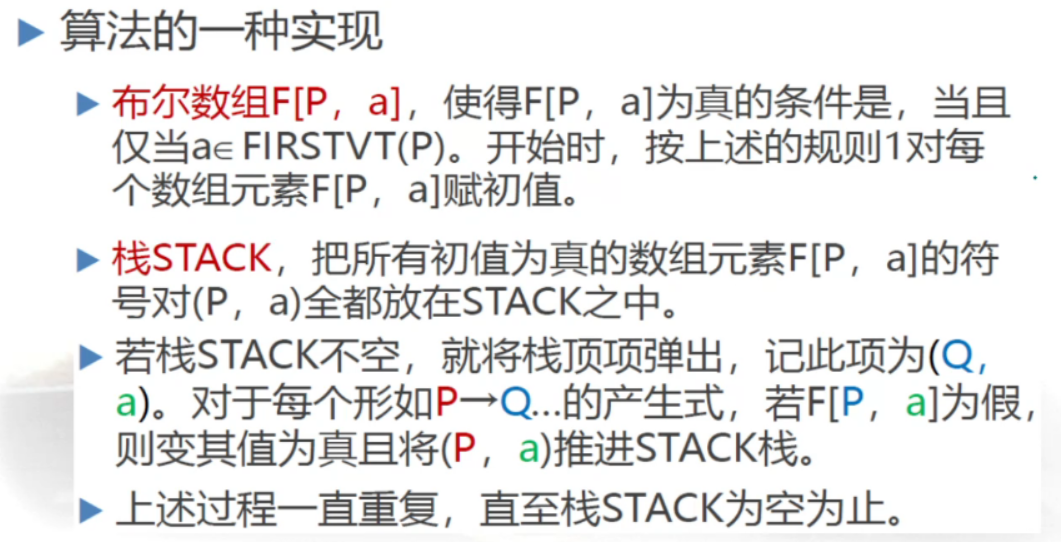 算法的一种实现
布尔数组F[P，a]，使得F[P，a]为真的条件是，当且
仅当a∈FIRSTVT(P)。开始时，按上述的规则1对每
个数组元素F[P，a]赋初值。
栈STACK，把所有初值为真的数组元素F[P，a]的符
号对(P，a)全都放在STACK之中。
若栈STACK不空，就将栈顶项弹出，记此项为(Q，
a)。对于每个形如P→Q…的产生式，若F[P，a]为假，
则变其值为真且将(P，a)推进STACK栈。
上述过程一直重复，直至栈STACK为空为止。